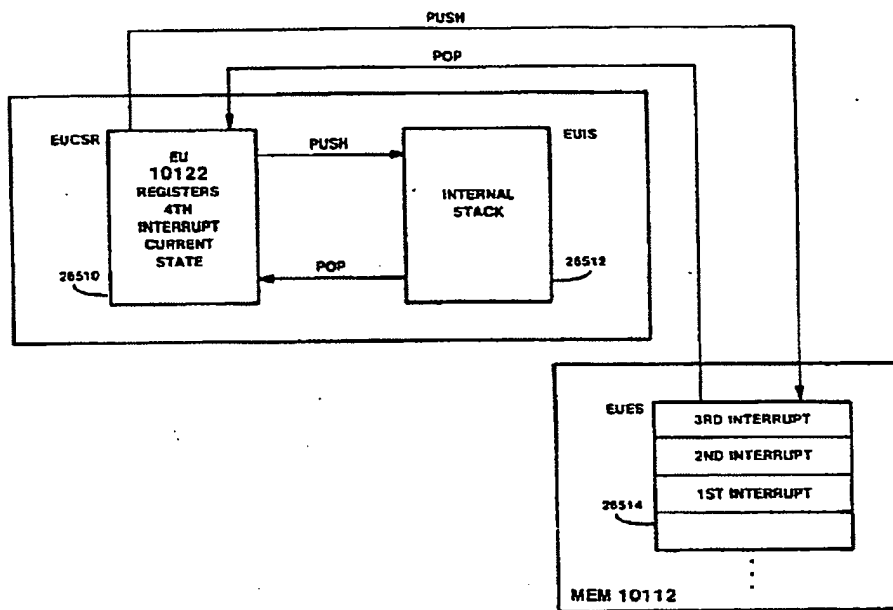 PUSH
POP
EUCSR
EU
10122
REGISTERS
4TH
INTERRUPT
CURRENT
STATE
26510
PUSH
POP
EUIS
INTERNAL
STACK
26512
EUES
3RD INTERRUPT
2ND INTERRUPT
1ST INTERRUPT
26514
MEM 10112